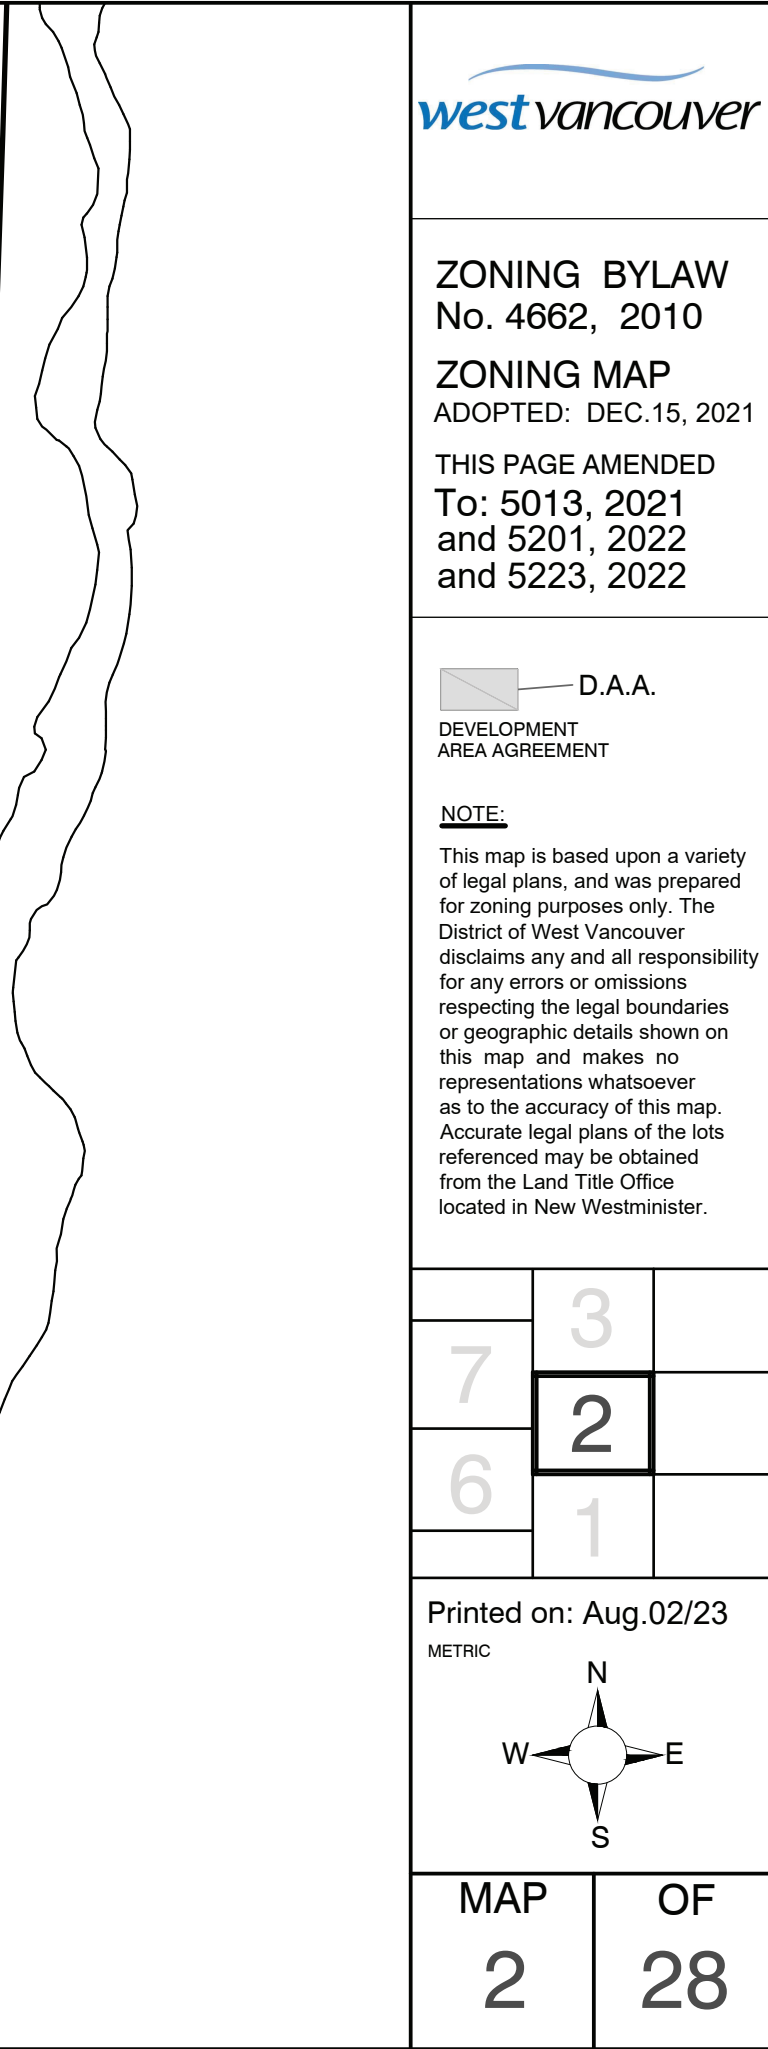 west vancouver
ZONING BYLAW
No. 4662, 2010
ZONING MAP
ADOPTED: DEC.15, 2021
THIS PAGE AMENDED
To: 5013, 2021
and 5201, 2022
and 5223, 2022
D.A.A.
DEVELOPMENT
AREA AGREEMENT
NOTE:
This map is based upon a variety
of legal plans, and was prepared
for zoning purposes only. The
District of West Vancouver
disclaims any and all responsibility
for any errors or omissions
respecting the legal boundaries
or geographic details shown on
this map and makes no
representations whatsoever
as to the accuracy of this map.
Accurate legal plans of the lots
referenced may be obtained
from the Land Title Office
located in New Westminister.
3
7
2
6
1
Printed on: Aug.02/23
METRIC
N
W E
S
MAP OF
2 28